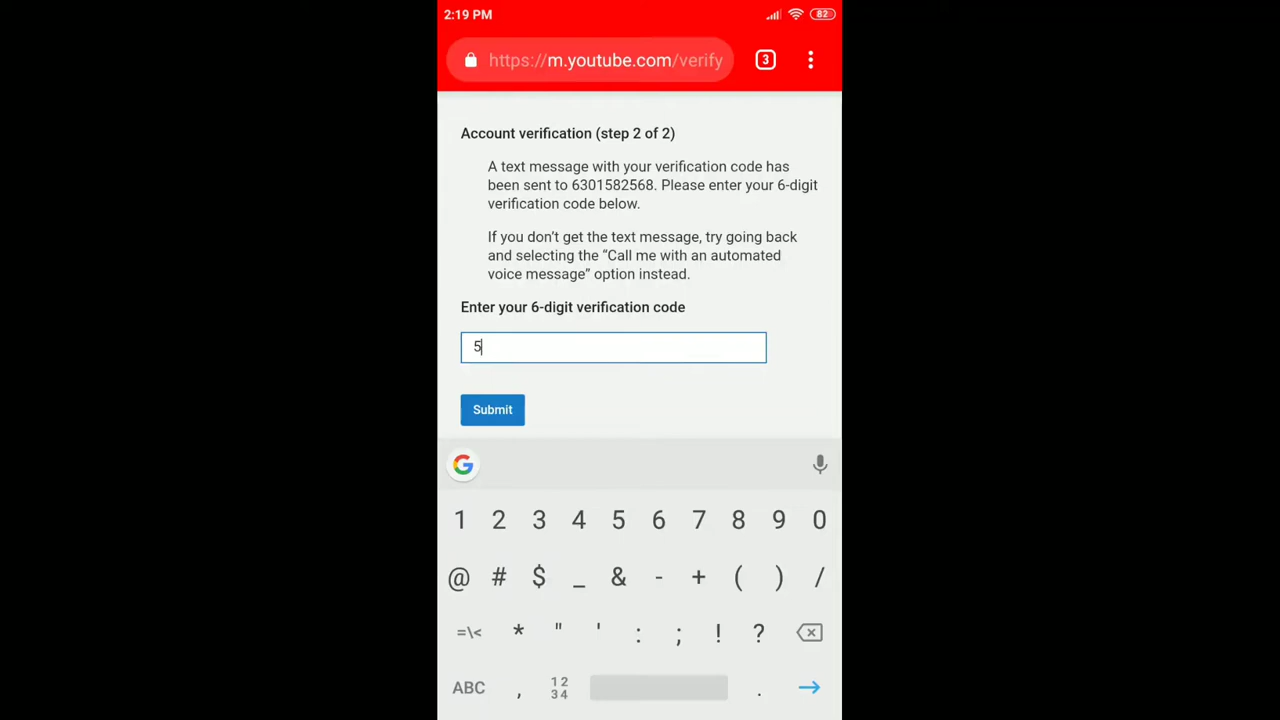 2:19 PM 82
https://m.youtube.com/verify 3
Account verification (step 2 of 2)
A text message with your verification code has
been sent to 6301582568. Please enter your 6-digit
verification code below.
If you don’t get the text message, try going back
and selecting the “Call me with an automated
voice message” option instead.
Enter your 6-digit verification code
5
Submit
G
1 2 3 4 5 6 7 8 9 0
@ # $ _ & - + ( ) /
=\< * " ' : ; ! ?
ABC , 12 34 .